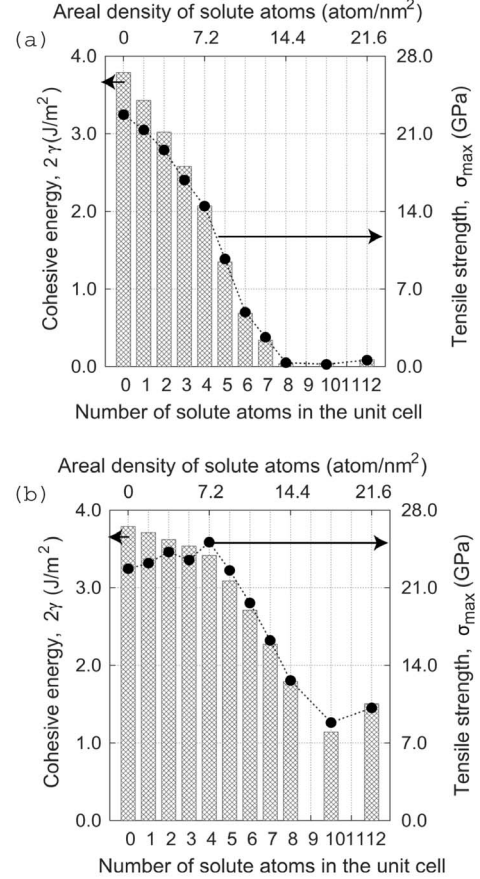 Areal density of solute atoms (atom/nm²)
(a)
0 7.2 14.4 21.6
4.0 28.0
3.0 21.0
2.0 14.0
1.0 7.0
0.0 0.0
Cohesive energy, 2γ(J/m²)
Tensile strength, σmax (GPa)
0 1 2 3 4 5 6 7 8 9 10 11 12
Number of solute atoms in the unit cell
Areal density of solute atoms (atom/nm²)
(b)
0 7.2 14.4 21.6
4.0 28.0
3.0 21.0
2.0 14.0
1.0 7.0
0.0 0.0
Cohesive energy, 2γ (J/m²)
Tensile strength, σmax (GPa)
0 1 2 3 4 5 6 7 8 9 10 11 12
Number of solute atoms in the unit cell